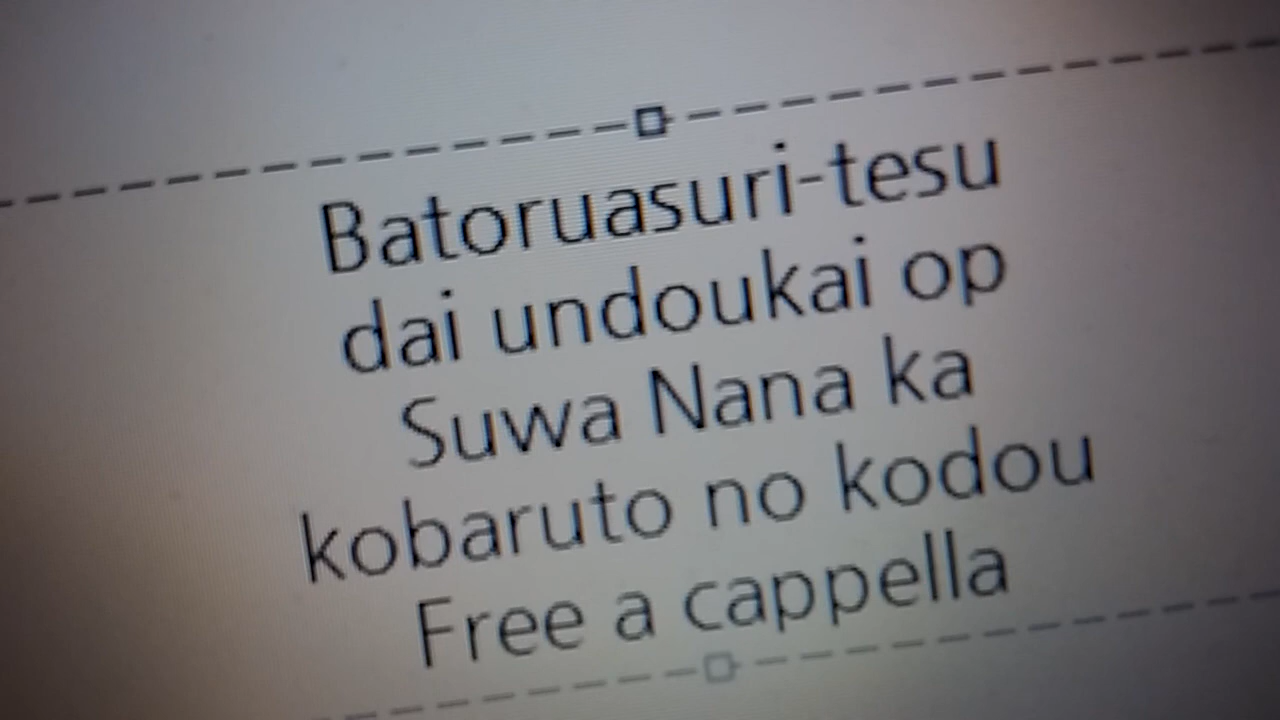 Batoruasuri-tesu
dai undoukai op
Suwa Nana ka
kobaruto no kodou
Free a cappella